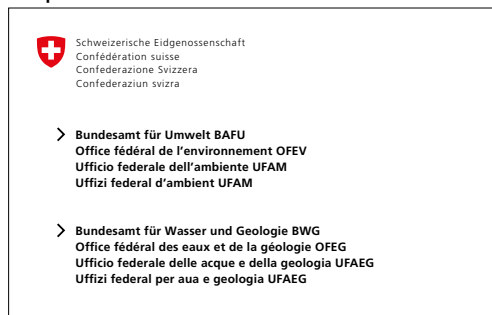 Schweizerische Eidgenossenschaft
Confédération suisse
Confederazione Svizzera
Confederaziun svizra
Bundesamt für Umwelt BAFU
Office fédéral de l’environnement OFEV
Ufficio federale dell’ambiente UFAM
Uffizi federal d’ambient UFAM
Bundesamt für Wasser und Geologie BWG
Office fédéral des eaux et de la géologie OFEG
Ufficio federale delle acque e della geologia UFAEG
Uffizi federal per aua e geologia UFAEG